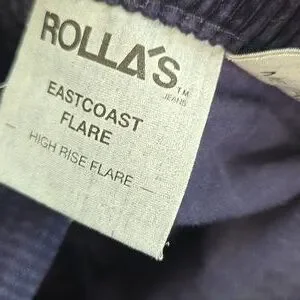 ROLLA'S
TM
JEANS
EASTCOAST
FLARE
— HIGH RISE FLARE —